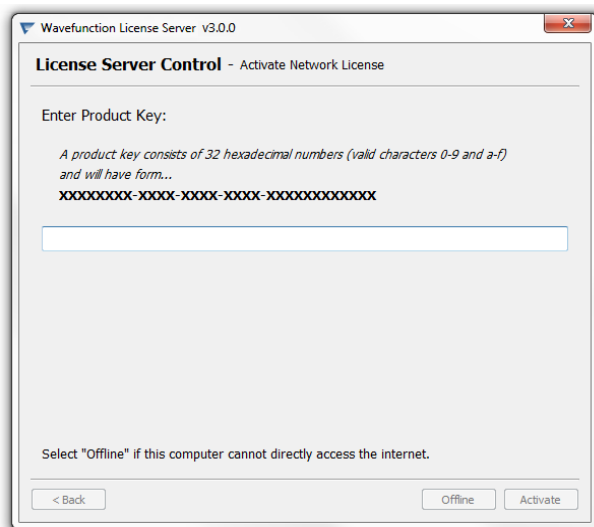 Wavefunction License Server v3.0.0
License Server Control - Activate Network License
Enter Product Key:
A product key consists of 32 hexadecimal numbers (valid characters 0-9 and a-f)
and will have form...
XXXXXXXX-XXXX-XXXX-XXXX-XXXXXXXXXXXX
Select "Offline" if this computer cannot directly access the internet.
< Back Offline Activate